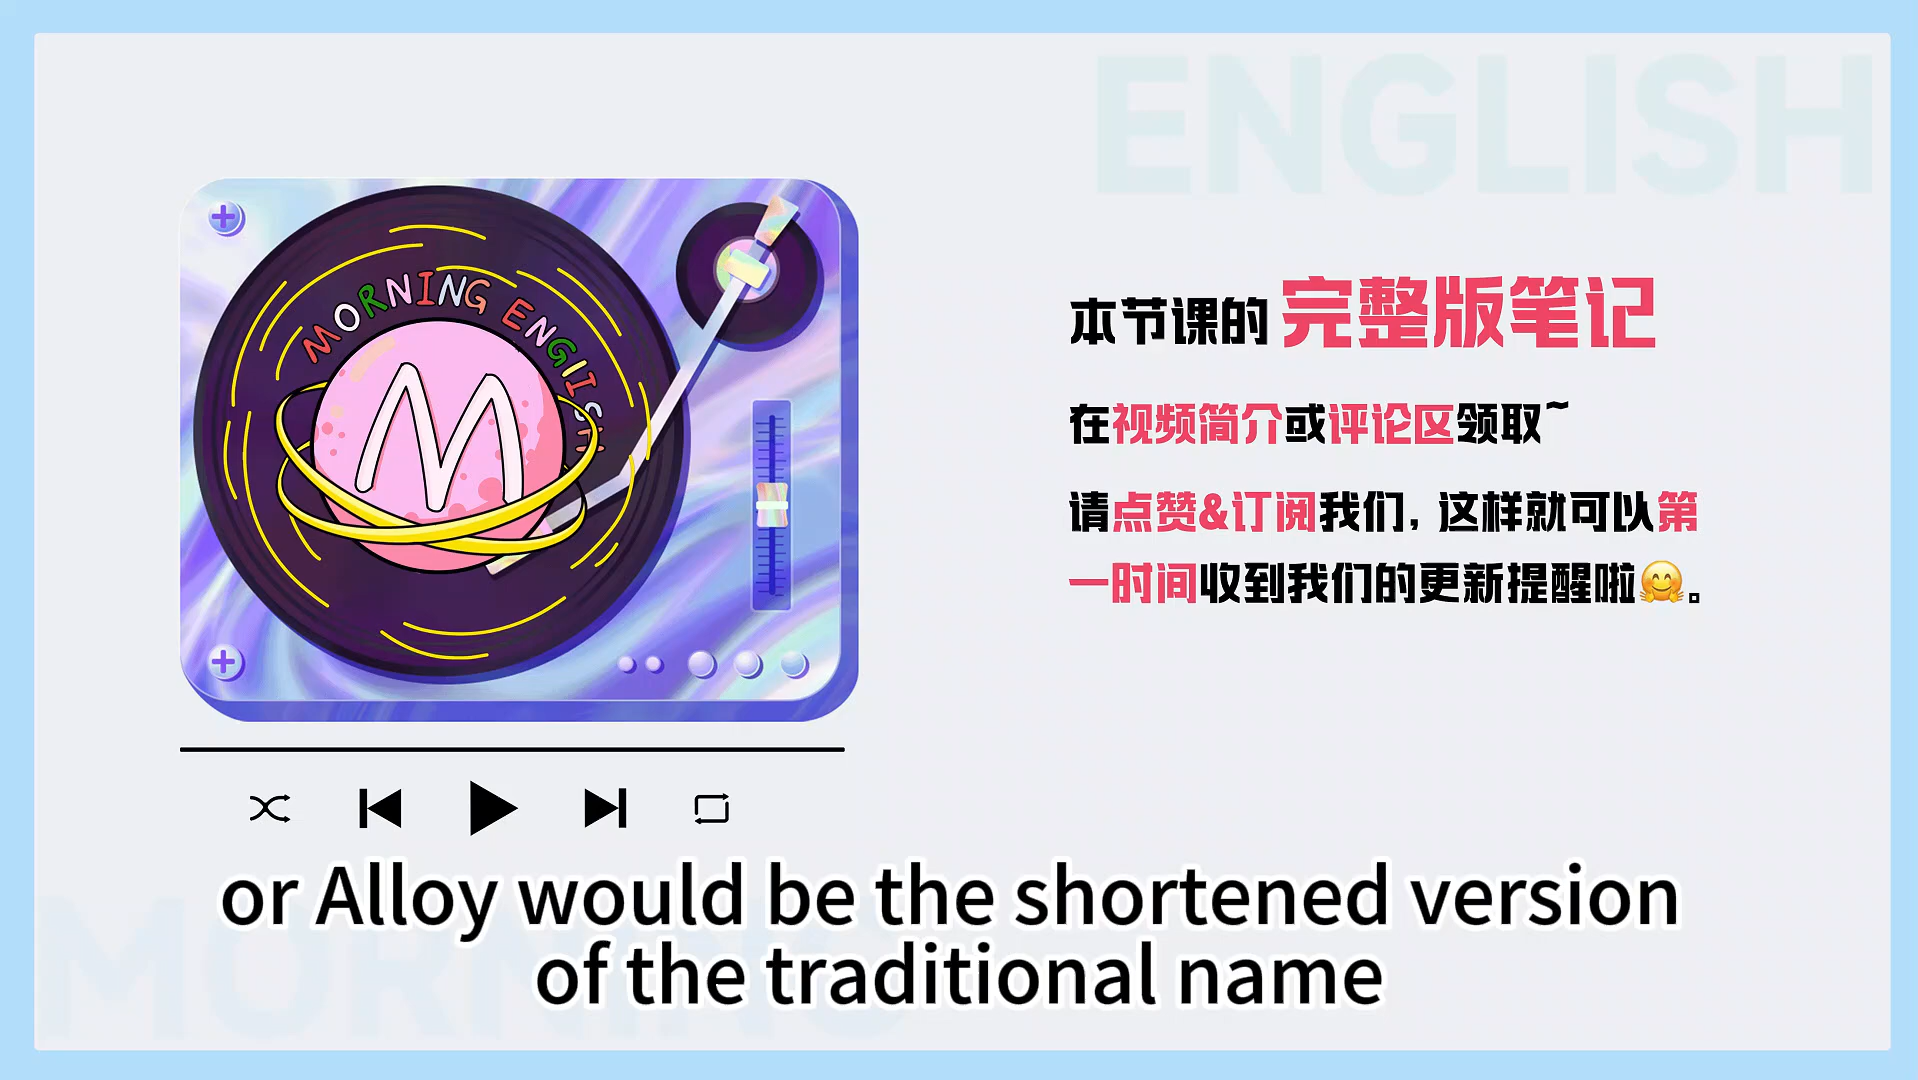 ENGLISH
MORNING ENGLISH
M
本节课的 完整版笔记
在视频简介或评论区领取~
请点赞&订阅我们，这样就可以第
一时间收到我们的更新提醒啦🤗。
MORNING
or Alloy would be the shortened version
of the traditional name